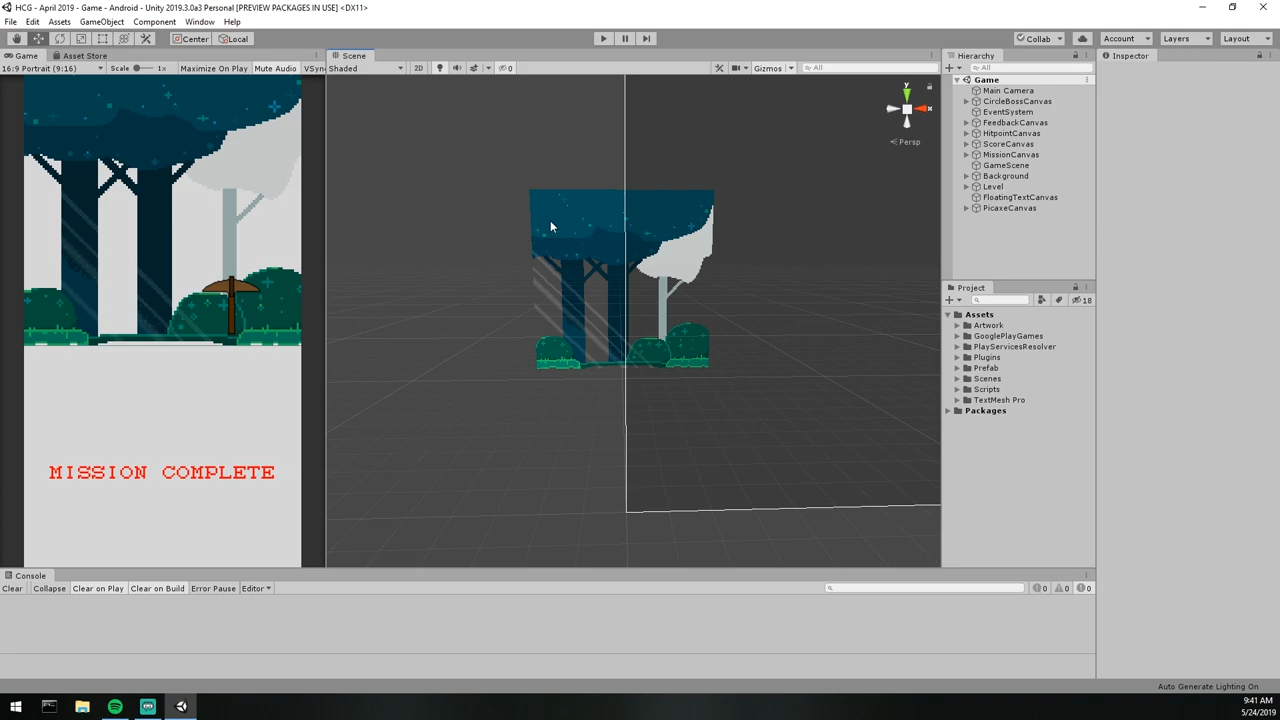 HCG - April 2019 - Game - Android - Unity 2019.3.0a3 Personal [PREVIEW PACKAGES IN USE] <DX11>
File Edit Assets GameObject Component Window Help
Center Local Collab Account Layers Layout
Game Asset Store Scene Hierarchy Inspector
16:9 Portrait (9:16) Scale 1x Maximize On Play Mute Audio VSyn Shaded 2D 0 Gizmos All All
Game
Main Camera
CircleBossCanvas
EventSystem
FeedbackCanvas
HitpointCanvas
ScoreCanvas
MissionCanvas
GameScene
Background
Level
FloatingTextCanvas
PicaxeCanvas
y
x
Persp
Project
18
Assets
Artwork
GooglePlayGames
PlayServicesResolver
Plugins
Prefab
Scenes
Scripts
TextMesh Pro
Packages
MISSION COMPLETE
Console
Clear Collapse Clear on Play Clear on Build Error Pause Editor 0 0 0
Auto Generate Lighting On
9:41 AM
5/24/2019